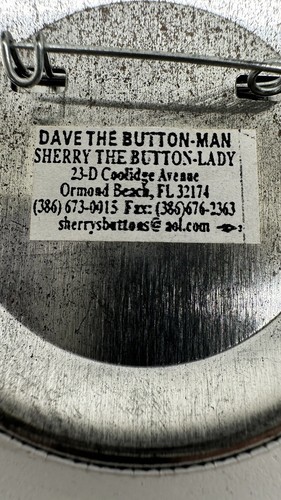 DAVE THE BUTTON-MAN
SHERRY THE BUTTON-LADY
23-D Coolidge Avenue
Ormond Beach, FL 32174
(386) 673-0915 Fax: (386)676-2363
sherrysbuttons@aol.com